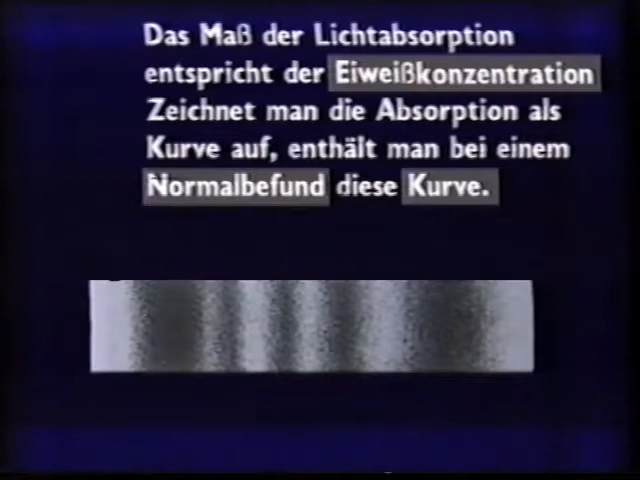 Das Maß der Lichtabsorption
entspricht der Eiweißkonzentration
Zeichnet man die Absorption als
Kurve auf, enthält man bei einem
Normalbefund diese Kurve.